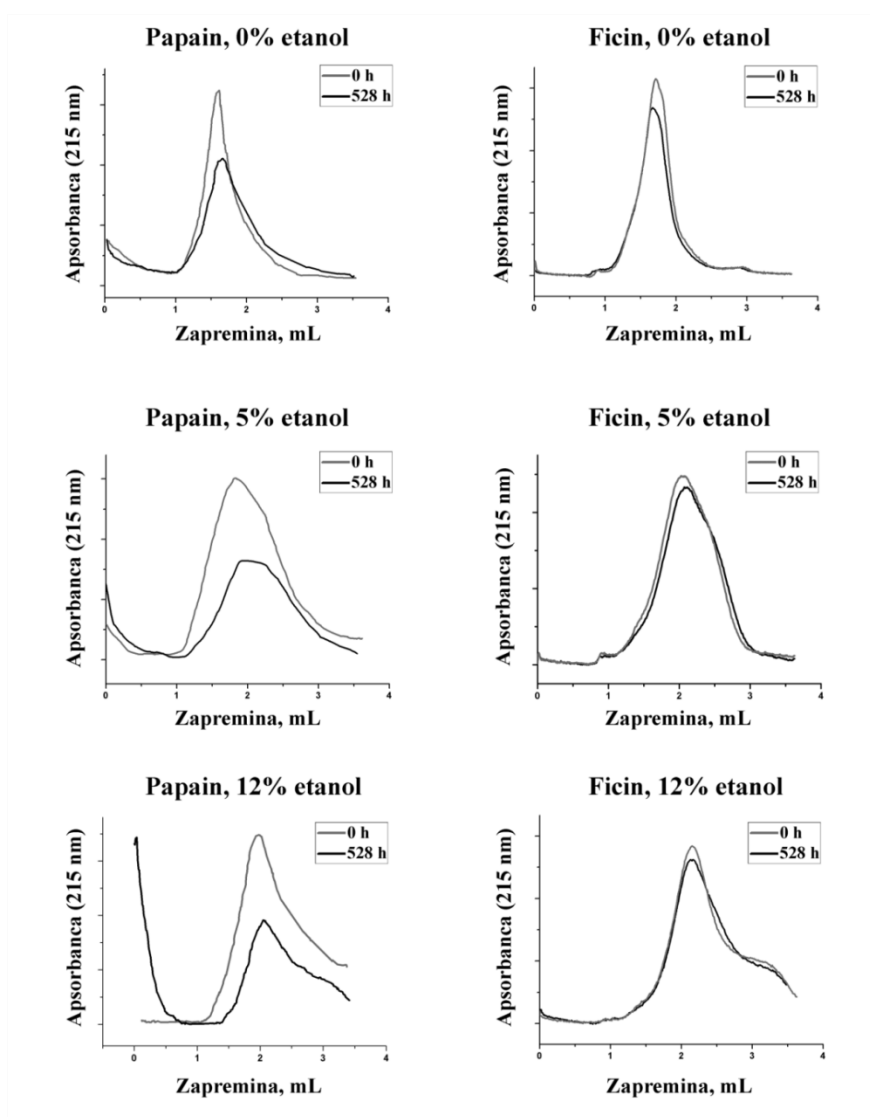 Papain, 0% etanol
0 h
528 h
Apsorbanca (215 nm)
0 1 2 3 4
Zapremina, mL
Ficin, 0% etanol
0 h
528 h
Apsorbanca (215 nm)
0 1 2 3 4
Zapremina, mL
Papain, 5% etanol
0 h
528 h
Apsorbanca (215 nm)
0 1 2 3 4
Zapremina, mL
Ficin, 5% etanol
0 h
528 h
Apsorbanca (215 nm)
0 1 2 3 4
Zapremina, mL
Papain, 12% etanol
0 h
528 h
Apsorbanca (215 nm)
0 1 2 3 4
Zapremina, mL
Ficin, 12% etanol
0 h
528 h
Apsorbanca (215 nm)
0 1 2 3 4
Zapremina, mL